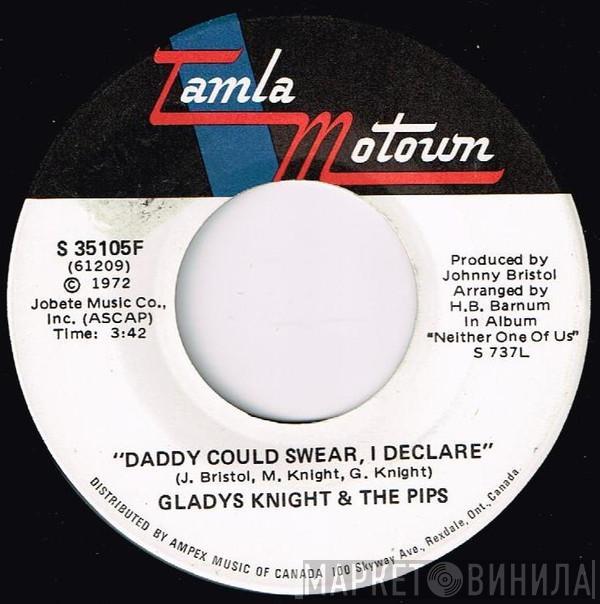 Tamla
Motown
S 35105F
(61209)
© 1972
Jobete Music Co.,
Inc. (ASCAP)
Time: 3:42
Produced by
Johnny Bristol
Arranged by
H.B. Barnum
In Album
"Neither One Of Us"
S 737L
"DADDY COULD SWEAR, I DECLARE"
(J. Bristol, M. Knight, G. Knight)
GLADYS KNIGHT & THE PIPS
DISTRIBUTED BY AMPEX MUSIC OF CANADA 100 Skyway Ave., Rexdale, Ont., Canada.
МАРКЕТ ВИНИЛА